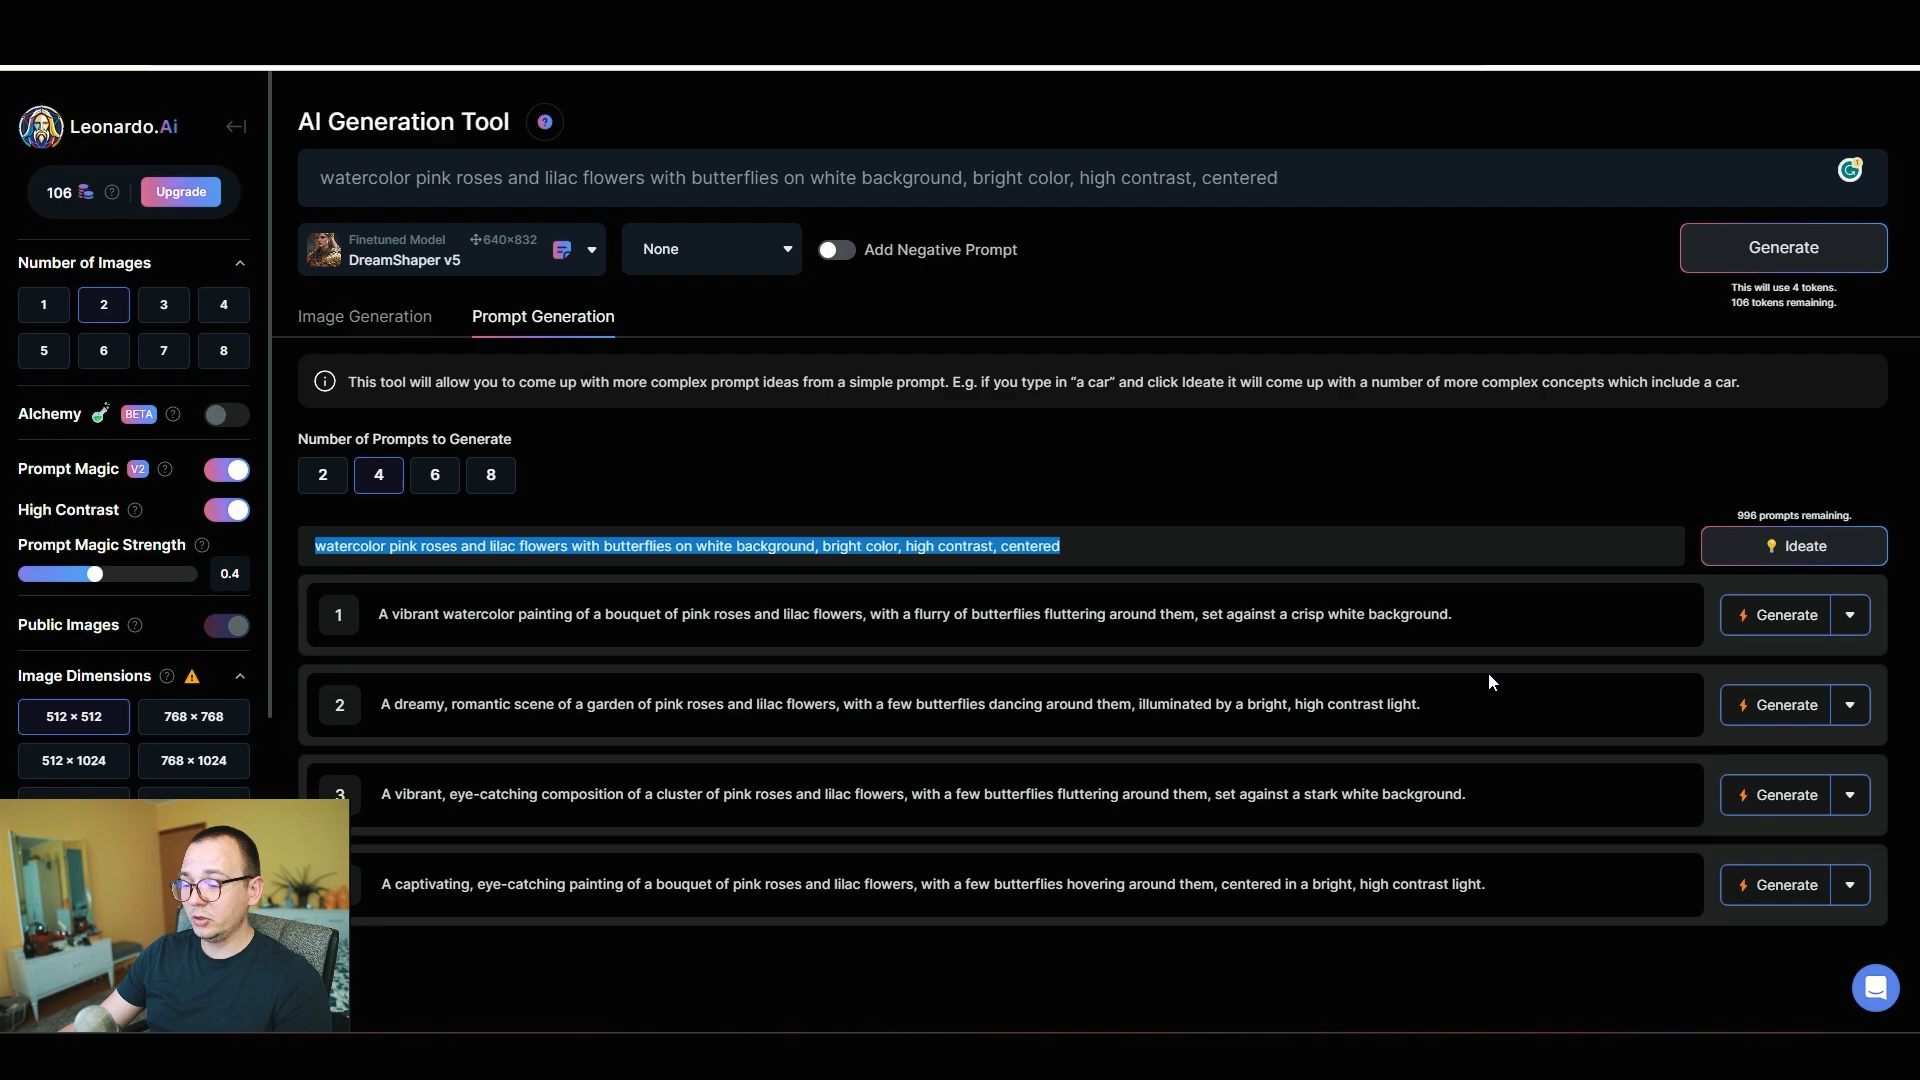 Leonardo.Ai
106
Upgrade
Number of Images
1 2 3 4
5 6 7 8
Alchemy BETA
Prompt Magic V2
High Contrast
Prompt Magic Strength
0.4
Public Images
Image Dimensions
512 × 512 768 × 768
512 × 1024 768 × 1024
AI Generation Tool
watercolor pink roses and lilac flowers with butterflies on white background, bright color, high contrast, centered
Finetuned Model 640×832
DreamShaper v5
None
Add Negative Prompt
Generate
This will use 4 tokens.
106 tokens remaining.
Image Generation Prompt Generation
This tool will allow you to come up with more complex prompt ideas from a simple prompt. E.g. if you type in “a car” and click Ideate it will come up with a number of more complex concepts which include a car.
Number of Prompts to Generate
2 4 6 8
996 prompts remaining.
watercolor pink roses and lilac flowers with butterflies on white background, bright color, high contrast, centered
Ideate
1 A vibrant watercolor painting of a bouquet of pink roses and lilac flowers, with a flurry of butterflies fluttering around them, set against a crisp white background. Generate
2 A dreamy, romantic scene of a garden of pink roses and lilac flowers, with a few butterflies dancing around them, illuminated by a bright, high contrast light. Generate
3 A vibrant, eye-catching composition of a cluster of pink roses and lilac flowers, with a few butterflies fluttering around them, set against a stark white background. Generate
A captivating, eye-catching painting of a bouquet of pink roses and lilac flowers, with a few butterflies hovering around them, centered in a bright, high contrast light. Generate